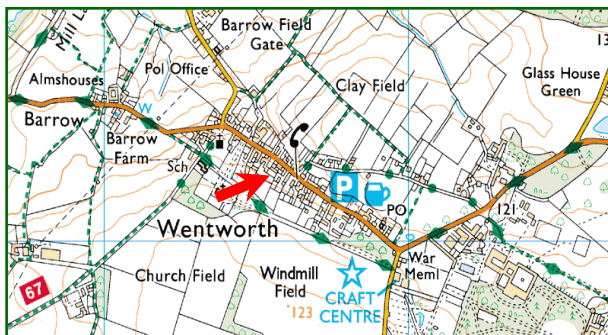 Mill La
Barrow Field
Gate
Pol Office
Almshouses
Clay Field
Glass House
Green
13
W
Barrow
Barrow
Farm
Sch
P
PO
121
Wentworth
War
Meml
67
Church Field
Windmill
Field
123
CRAFT
CENTRE